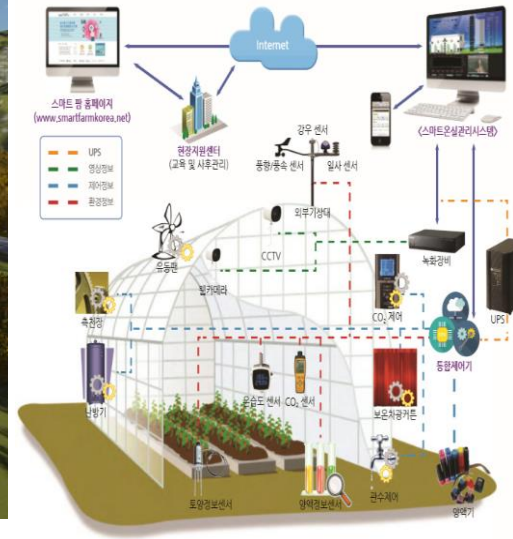 Internet
스마트 팜 홈페이지
(www.smartfarmkorea.net)
현장지원센터
(교육 및 사후관리)
<스마트온실관리시스템>
UPS
영상정보
제어정보
환경정보
강우 센서
풍향/풍속 센서
일사 센서
외부기상대
CCTV
웹카메라
유동팬
녹화장비
UPS
측천창
CO₂ 제어
통합제어기
난방기
온습도 센서
CO₂ 센서
보온차광커튼
토양정보센서
양액정보센서
관수제어
양액기